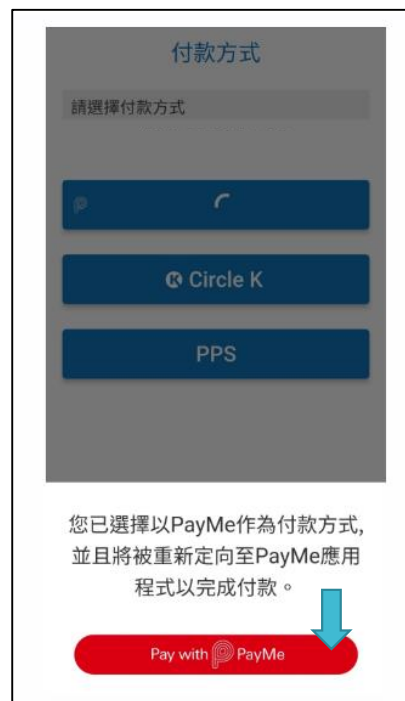 付款方式
請選擇付款方式
Circle K
PPS
您已選擇以PayMe作為付款方式,
並且將被重新定向至PayMe應用
程式以完成付款。
Pay with PayMe